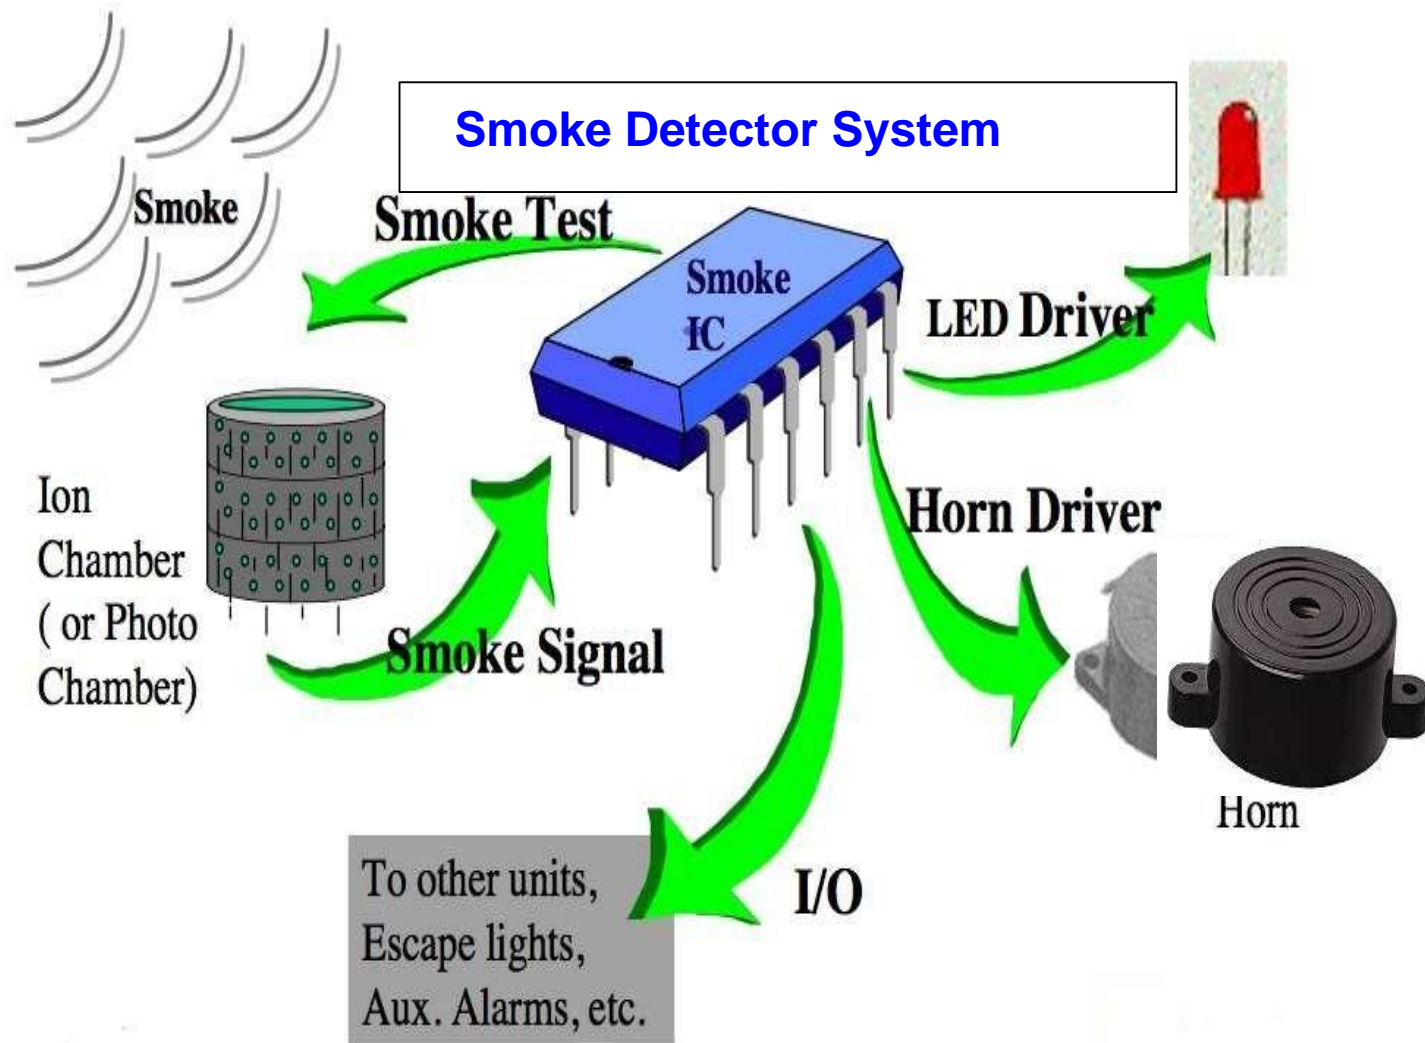 Smoke Detector System
Smoke
Smoke Test
Smoke
IC
LED Driver
Ion
Chamber
( or Photo
Chamber)
Horn Driver
Smoke Signal
Horn
To other units,
Escape lights,
Aux. Alarms, etc.
I/O